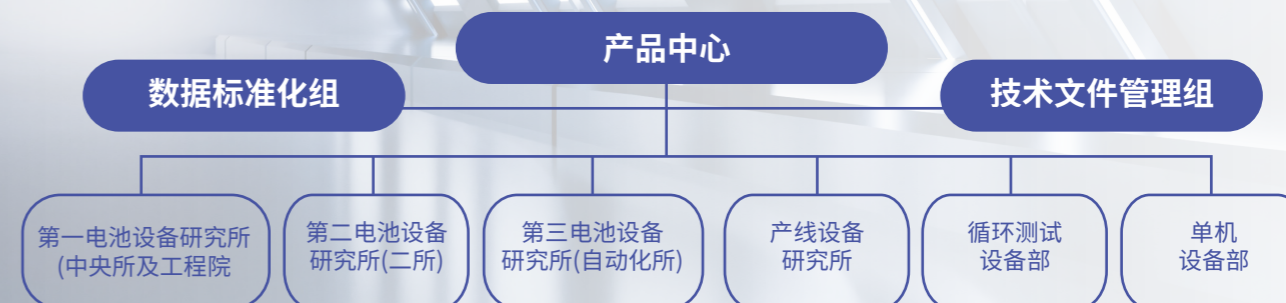 产品中心
数据标准化组
技术文件管理组
第一电池设备研究所
(中央所及工程院
第二电池设备
研究所(二所)
第三电池设备
研究所(自动化所)
产线设备
研究所
循环测试
设备部
单机
设备部